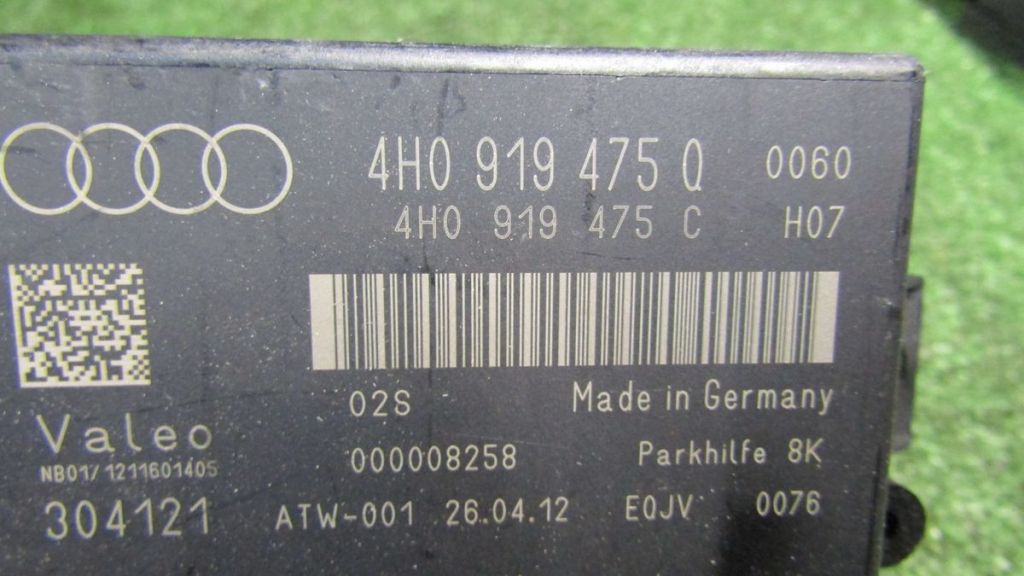 4H0 919 475 Q 0060
4H0 919 475 C H07
02S Made in Germany
Valeo
000008258 Parkhilfe 8K
NB01/1211601405
304121 ATW-001 26.04.12 EQJV 0076